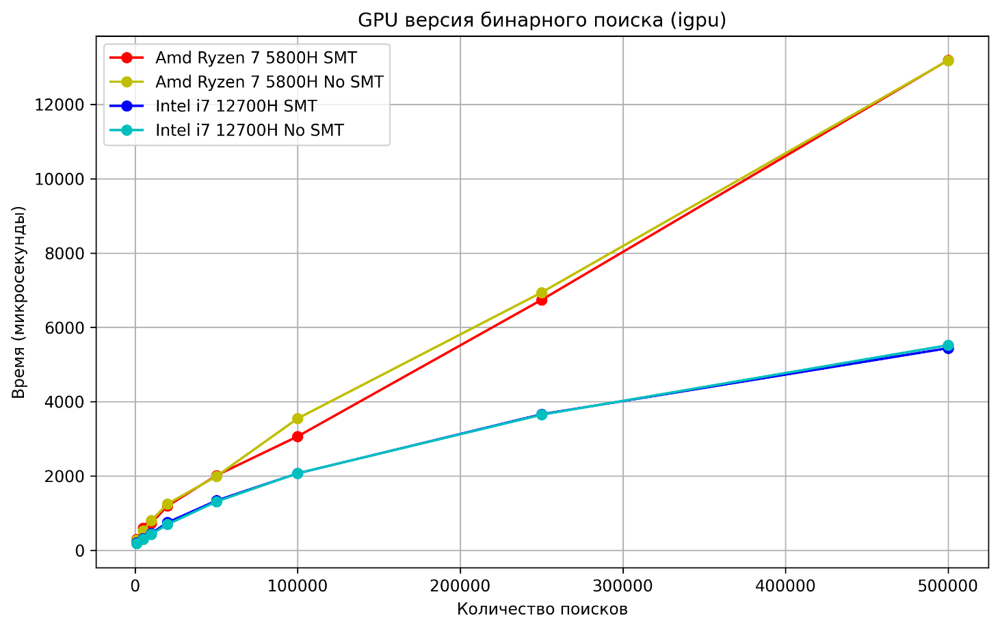 GPU версия бинарного поиска (igpu)
Amd Ryzen 7 5800H SMT
Amd Ryzen 7 5800H No SMT
Intel i7 12700H SMT
Intel i7 12700H No SMT
Время (микросекунды)
12000
10000
8000
6000
4000
2000
0
0 100000 200000 300000 400000 500000
Количество поисков